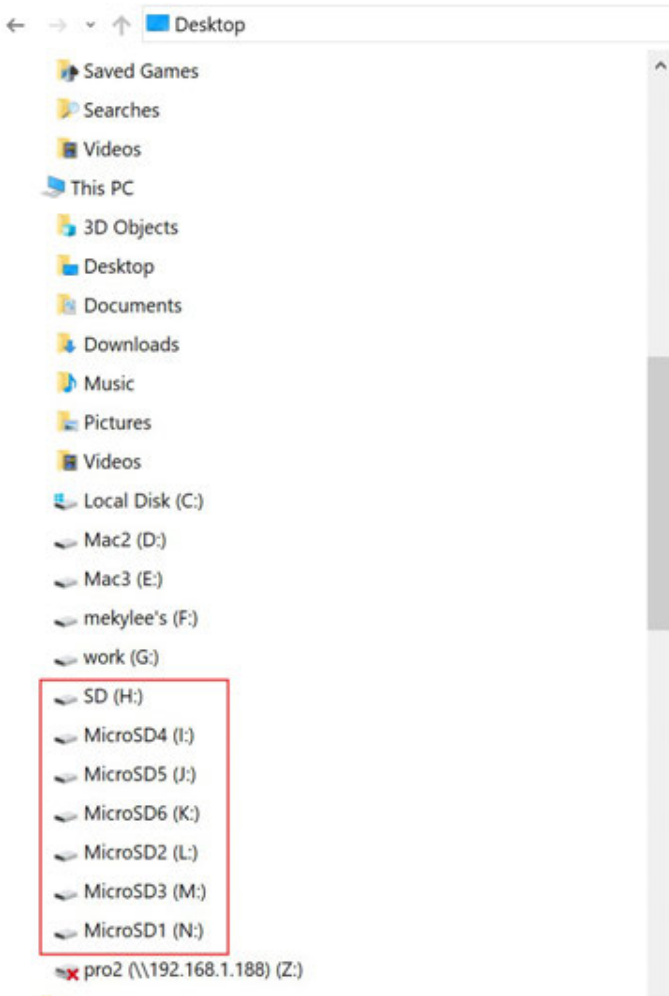 Desktop
Saved Games
Searches
Videos
This PC
3D Objects
Desktop
Documents
Downloads
Music
Pictures
Videos
Local Disk (C:)
Mac2 (D:)
Mac3 (E:)
mekylee's (F:)
work (G:)
SD (H:)
MicroSD4 (I:)
MicroSD5 (J:)
MicroSD6 (K:)
MicroSD2 (L:)
MicroSD3 (M:)
MicroSD1 (N:)
pro2 (\\192.168.1.188) (Z:)